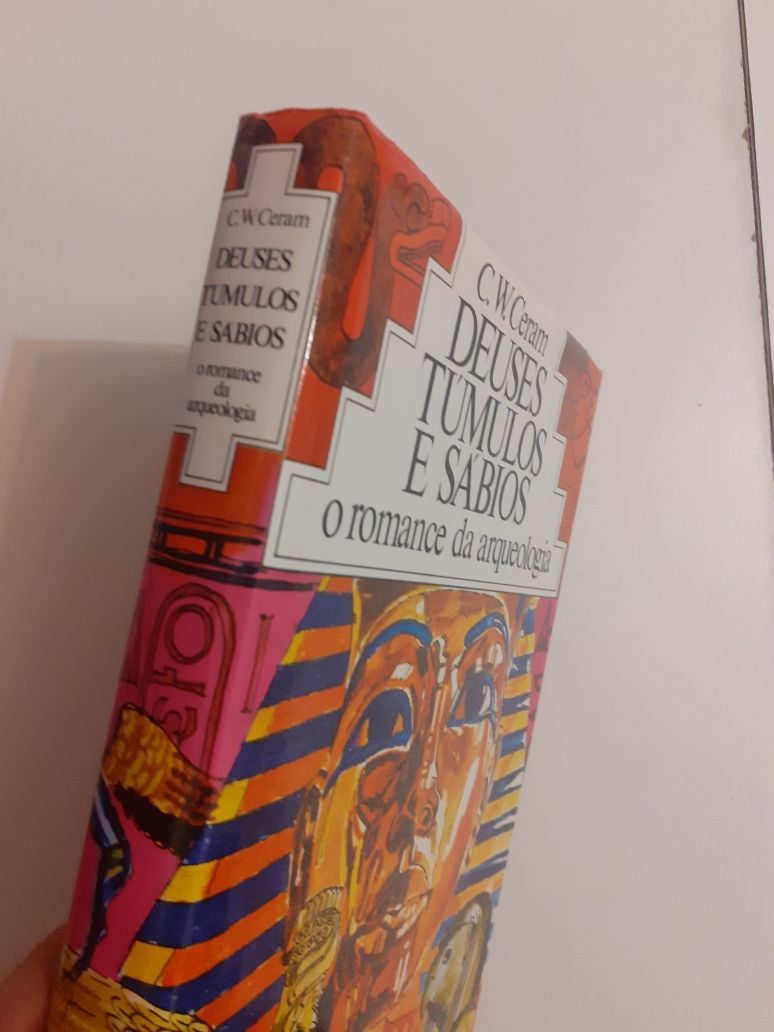 C. W. Ceram
DEUSES
TÚMULOS
E SÁBIOS
o romance
da
arqueologia
C. W. Ceram
DEUSES
TÚMULOS
E SÁBIOS
o romance da arqueologia